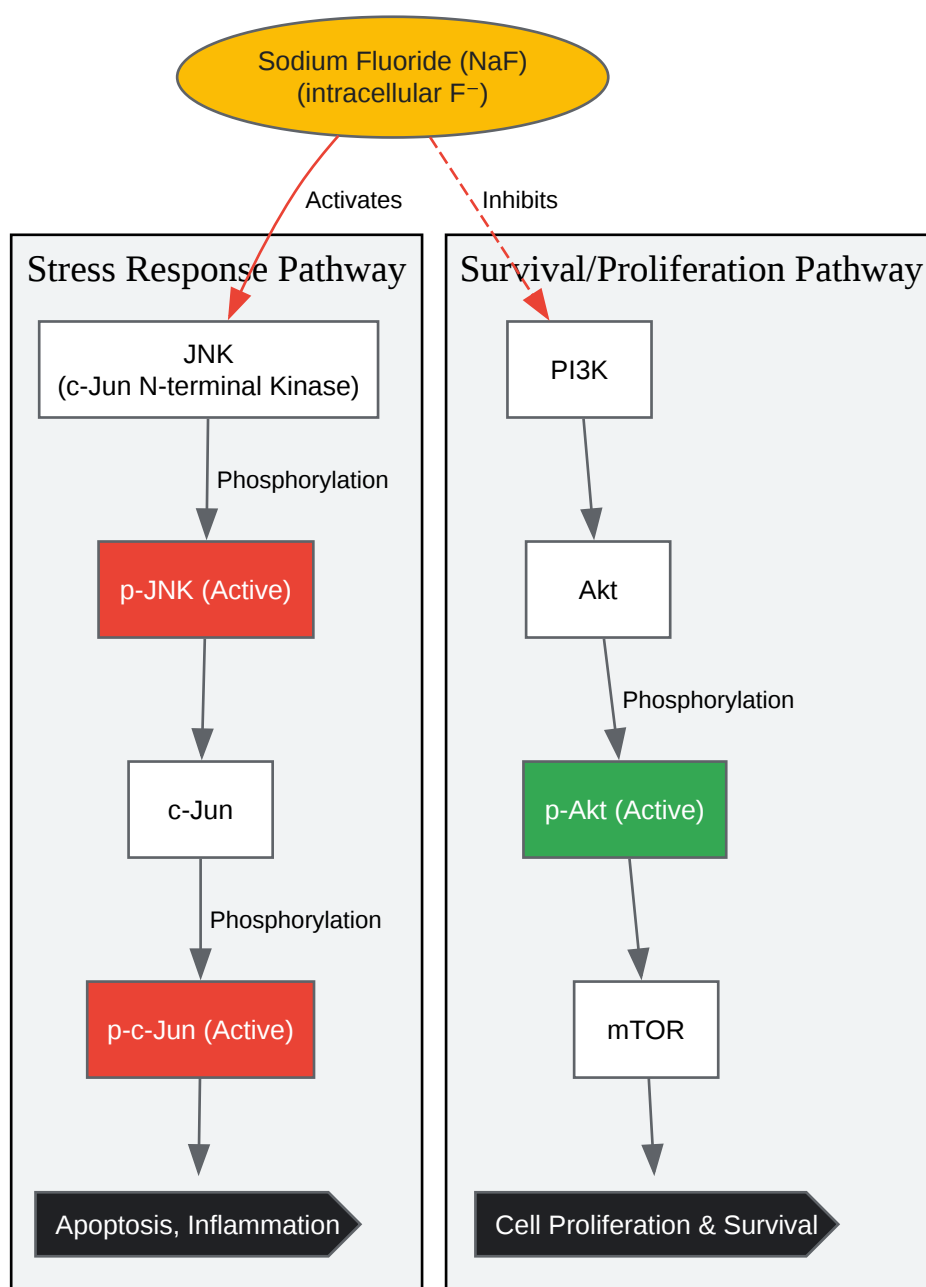 Sodium Fluoride (NaF)
(intracellular F⁻)
Activates
Inhibits
Stress Response Pathway
JNK
(c-Jun N-terminal Kinase)
Phosphorylation
p-JNK (Active)
c-Jun
Phosphorylation
p-c-Jun (Active)
Apoptosis, Inflammation
Survival/Proliferation Pathway
PI3K
Akt
Phosphorylation
p-Akt (Active)
mTOR
Cell Proliferation & Survival